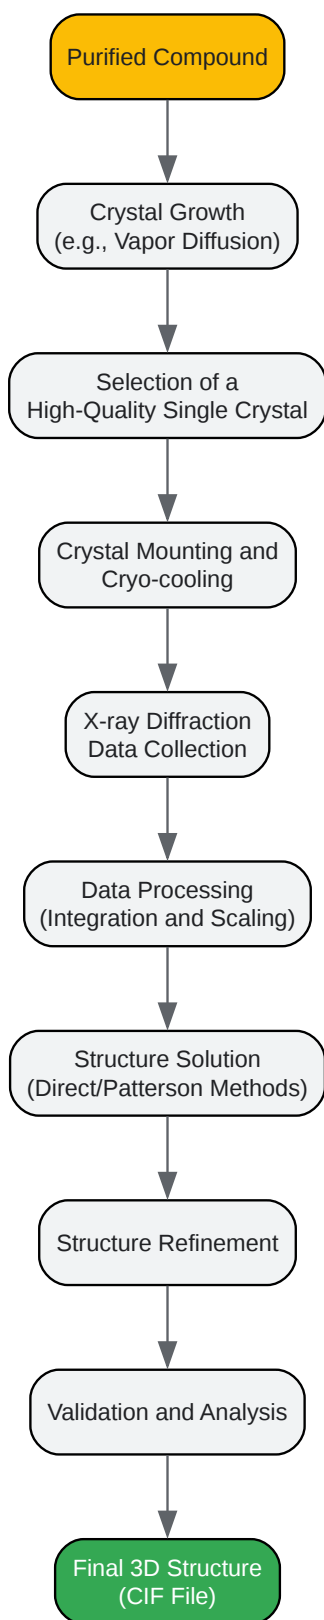 Purified Compound
Crystal Growth
(e.g., Vapor Diffusion)
Selection of a
High-Quality Single Crystal
Crystal Mounting and
Cryo-cooling
X-ray Diffraction
Data Collection
Data Processing
(Integration and Scaling)
Structure Solution
(Direct/Patterson Methods)
Structure Refinement
Validation and Analysis
Final 3D Structure
(CIF File)